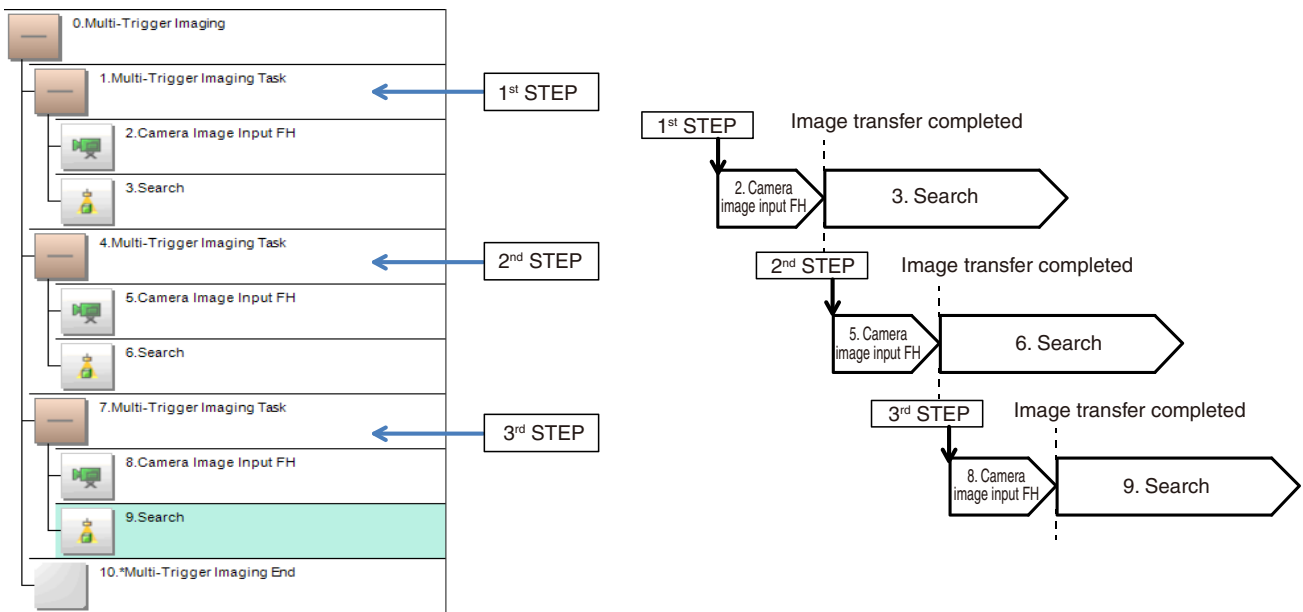 0.Multi-Trigger Imaging
1.Multi-Trigger Imaging Task
1st STEP
2.Camera Image Input FH
3.Search
4.Multi-Trigger Imaging Task
2nd STEP
5.Camera Image Input FH
6.Search
7.Multi-Trigger Imaging Task
3rd STEP
8.Camera Image Input FH
9.Search
10.*Multi-Trigger Imaging End
1st STEP
Image transfer completed
2. Camera
image input FH
3. Search
2nd STEP
Image transfer completed
5. Camera
image input FH
6. Search
3rd STEP
Image transfer completed
8. Camera
image input FH
9. Search